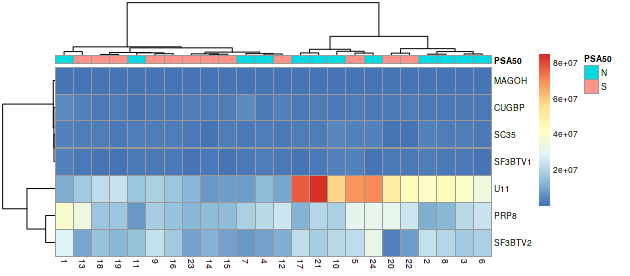 PSA50
PSA50
N
S
8e+07
6e+07
4e+07
2e+07
MAGOH
CUGBP
SC35
SF3BTV1
U11
PRP8
SF3BTV2
1 13 18 19 11 9 16 23 14 15 7 4 12 17 21 10 5 24 20 22 2 8 3 6